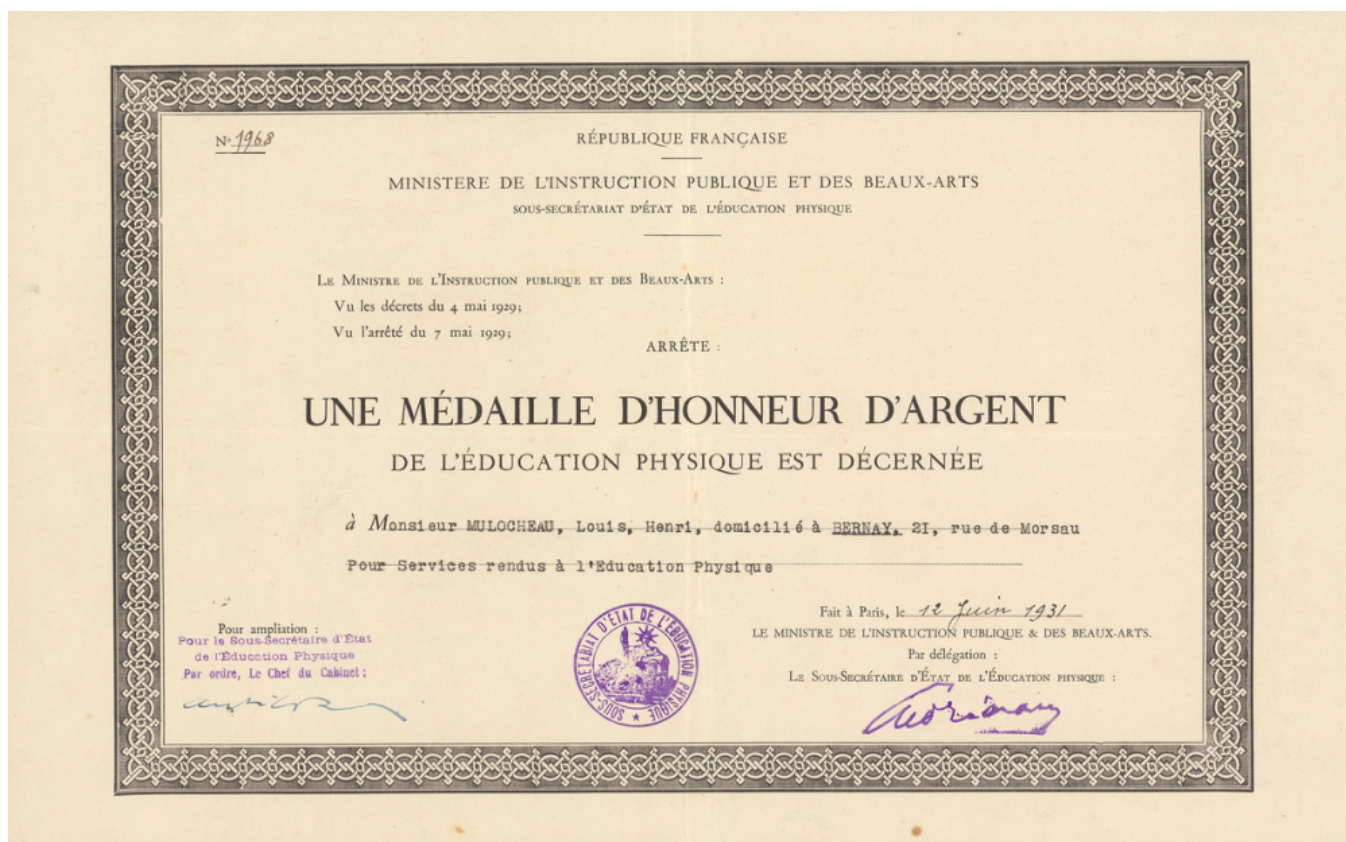 N° 1968
RÉPUBLIQUE FRANÇAISE
MINISTERE DE L'INSTRUCTION PUBLIQUE ET DES BEAUX-ARTS
SOUS-SECRÉTARIAT D'ÉTAT DE L'ÉDUCATION PHYSIQUE
LE MINISTRE DE L'INSTRUCTION PUBLIQUE ET DES BEAUX-ARTS :
Vu les décrets du 4 mai 1929;
Vu l'arrêté du 7 mai 1929;
ARRÊTE :
UNE MÉDAILLE D'HONNEUR D'ARGENT
DE L'ÉDUCATION PHYSIQUE EST DÉCERNÉE
à Monsieur MULOCHEAU, Louis, Henri, domicilié à BERNAY, 2I, rue de Morsau
Pour Services rendus à l'Education Physique
Pour ampliation :
Pour le Sous-Secrétaire d'État
de l'Éducation Physique
Par ordre, Le Chef du Cabinet :
SOUS-SECRÉTARIAT D'ÉTAT DE L'ÉDUCATION PHYSIQUE
Fait à Paris, le 12 Juin 1931
LE MINISTRE DE L'INSTRUCTION PUBLIQUE & DES BEAUX-ARTS.
Par délégation :
LE SOUS-SECRÉTAIRE D'ÉTAT DE L'ÉDUCATION PHYSIQUE :